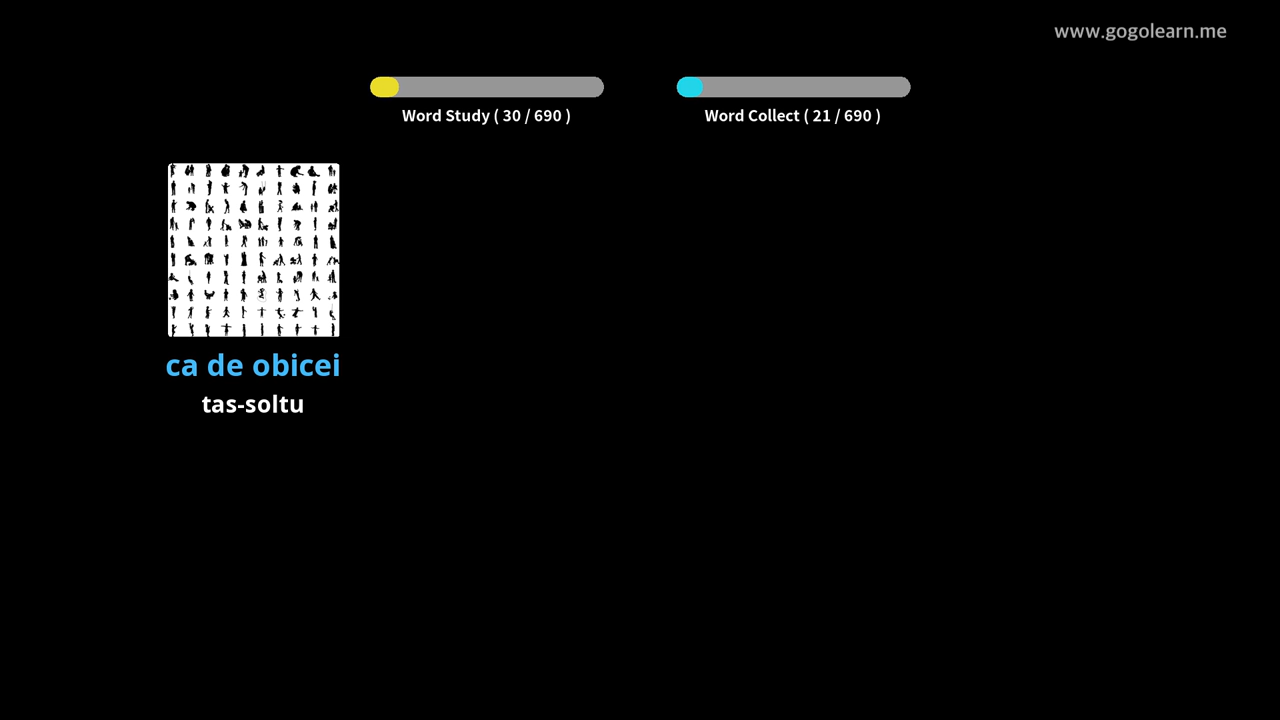 www.gogolearn.me
Word Study ( 30 / 690 )
Word Collect ( 21 / 690 )
ca de obicei
tas-soltu